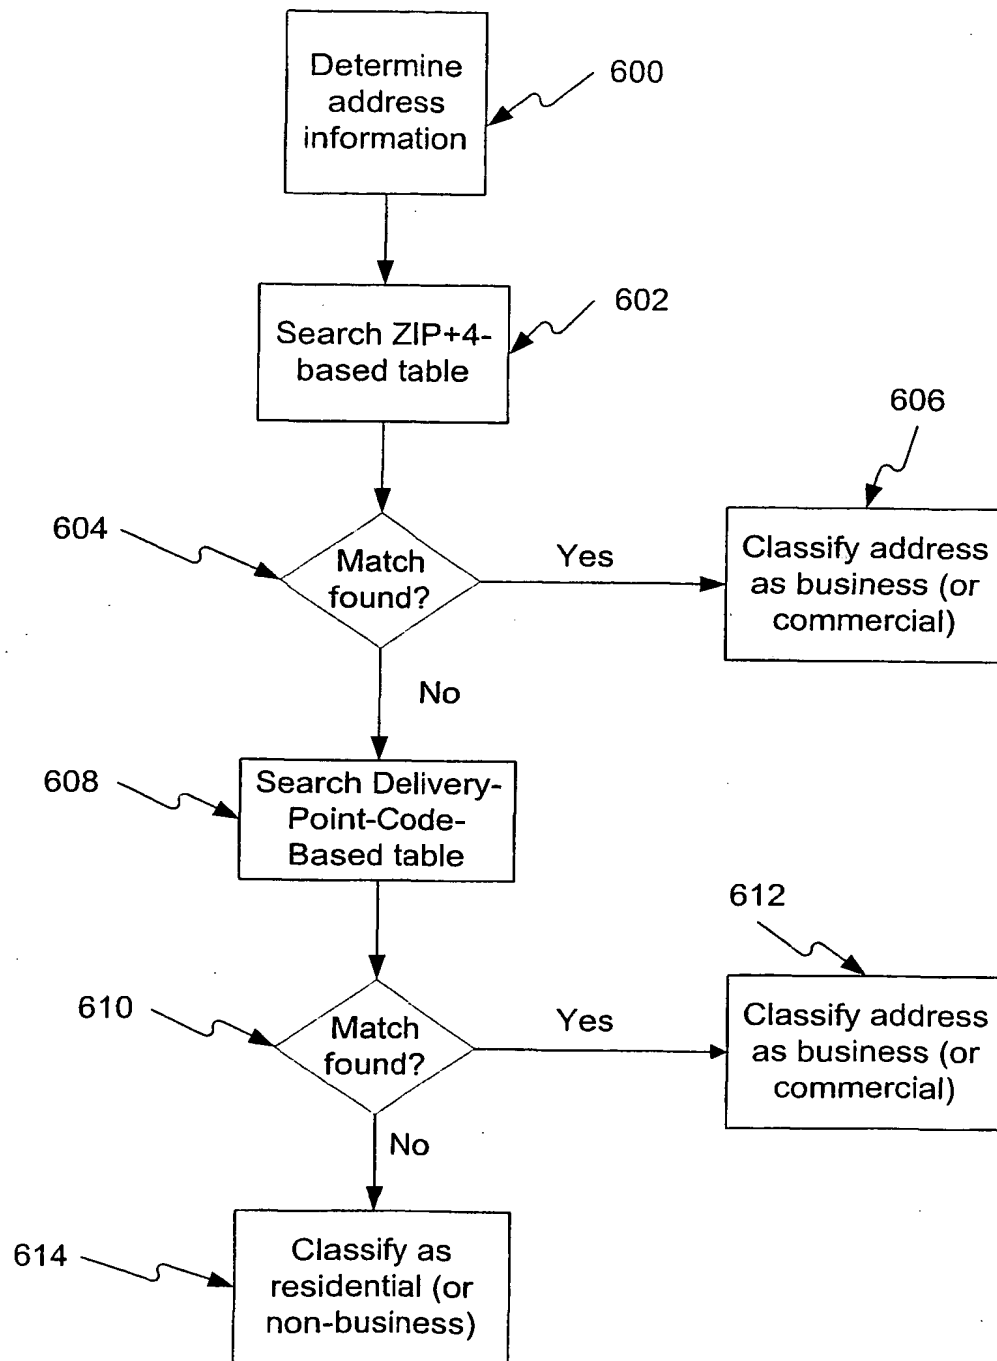 Determine
address
information
600
Search ZIP+4-
based table
602
604
Match
found?
Yes
606
Classify address
as business (or
commercial)
No
608
Search Delivery-
Point-Code-
Based table
610
Match
found?
Yes
612
Classify address
as business (or
commercial)
No
614
Classify as
residential (or
non-business)